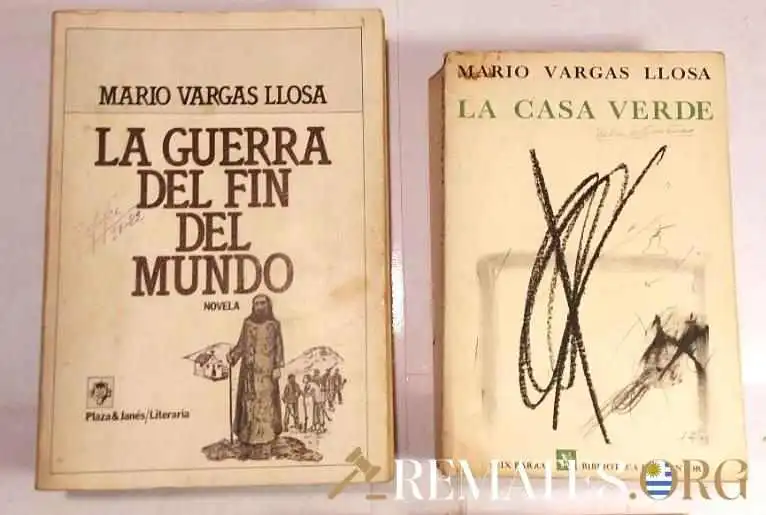 MARIO VARGAS LLOSA
LA GUERRA
DEL FIN
DEL
MUNDO
NOVELA
Plaza & Janés/Literaria
MARIO VARGAS LLOSA
LA CASA VERDE
BIBLIOTECA
REMATES.ORG